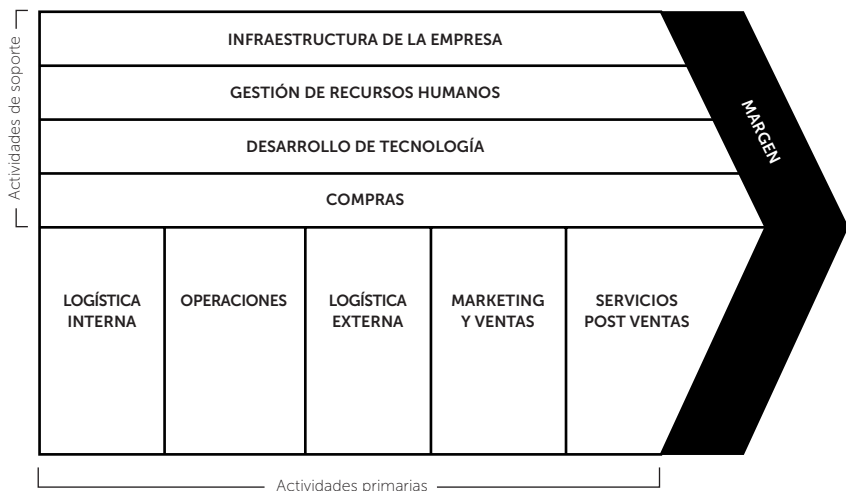 Actividades de soporte
INFRAESTRUCTURA DE LA EMPRESA
GESTIÓN DE RECURSOS HUMANOS
DESARROLLO DE TECNOLOGÍA
COMPRAS
MARGEN
LOGÍSTICA
INTERNA
OPERACIONES
LOGÍSTICA
EXTERNA
MARKETING
Y VENTAS
SERVICIOS
POST VENTAS
Actividades primarias